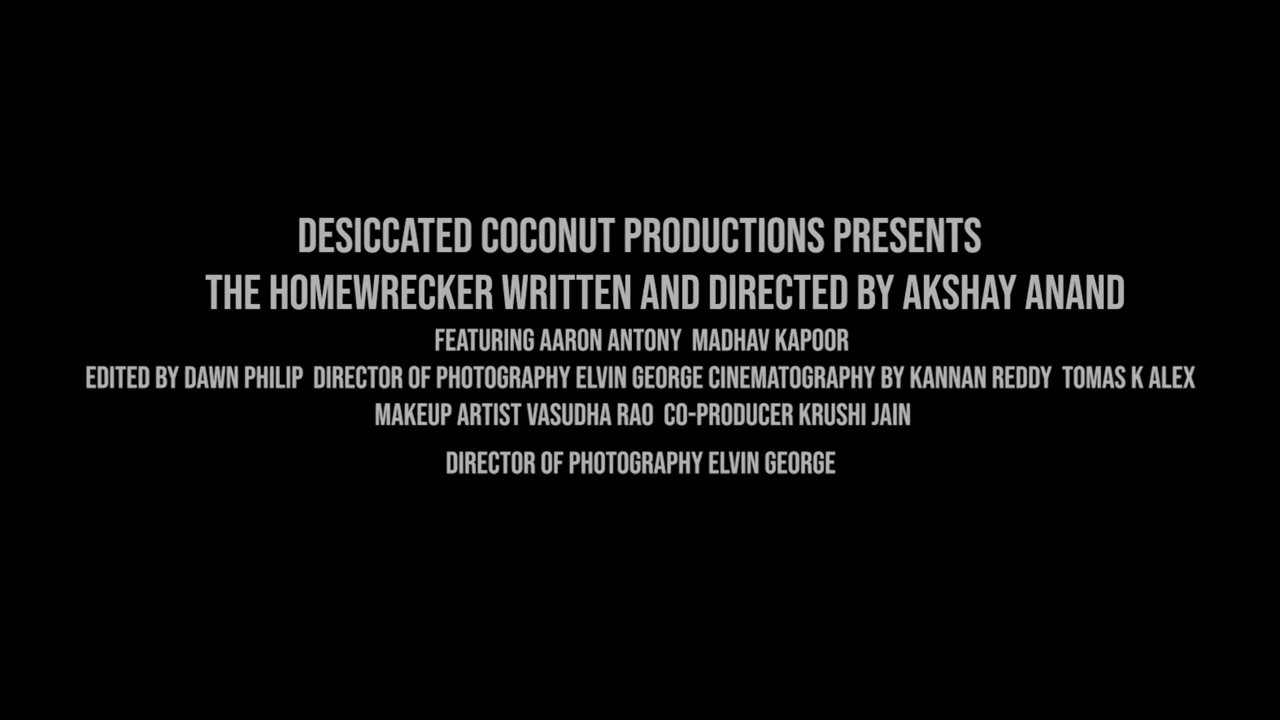 DESICCATED COCONUT PRODUCTIONS PRESENTS
THE HOMEWRECKER WRITTEN AND DIRECTED BY AKSHAY ANAND
FEATURING AARON ANTONY MADHAV KAPOOR
EDITED BY DAWN PHILIP DIRECTOR OF PHOTOGRAPHY ELVIN GEORGE CINEMATOGRAPHY BY KANNAN REDDY TOMAS K ALEX
MAKEUP ARTIST VASUDHA RAO CO-PRODUCER KRUSHI JAIN
DIRECTOR OF PHOTOGRAPHY ELVIN GEORGE